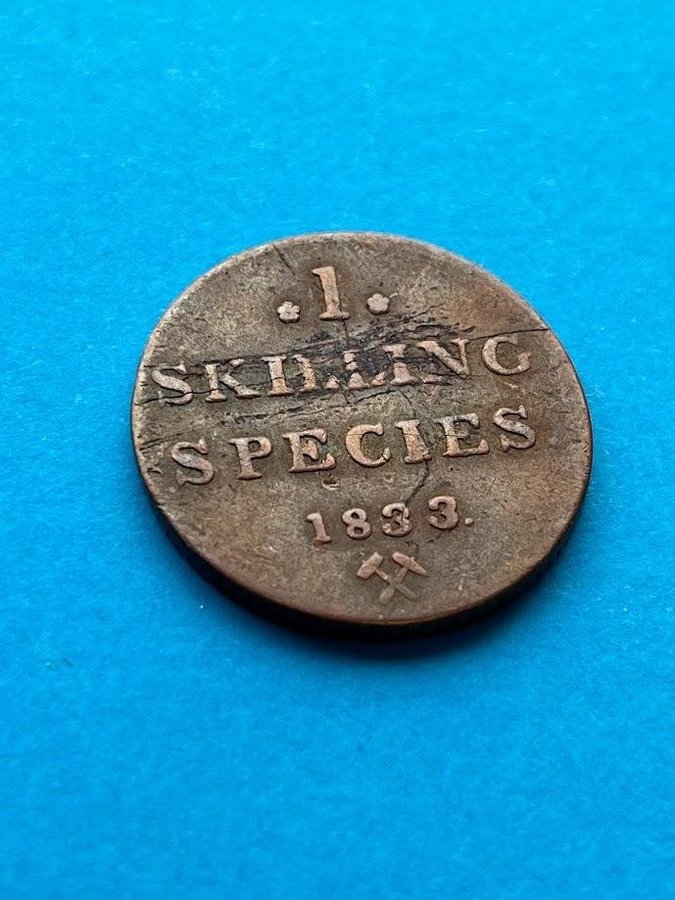 1
SKILLING
SPECIES
1833.